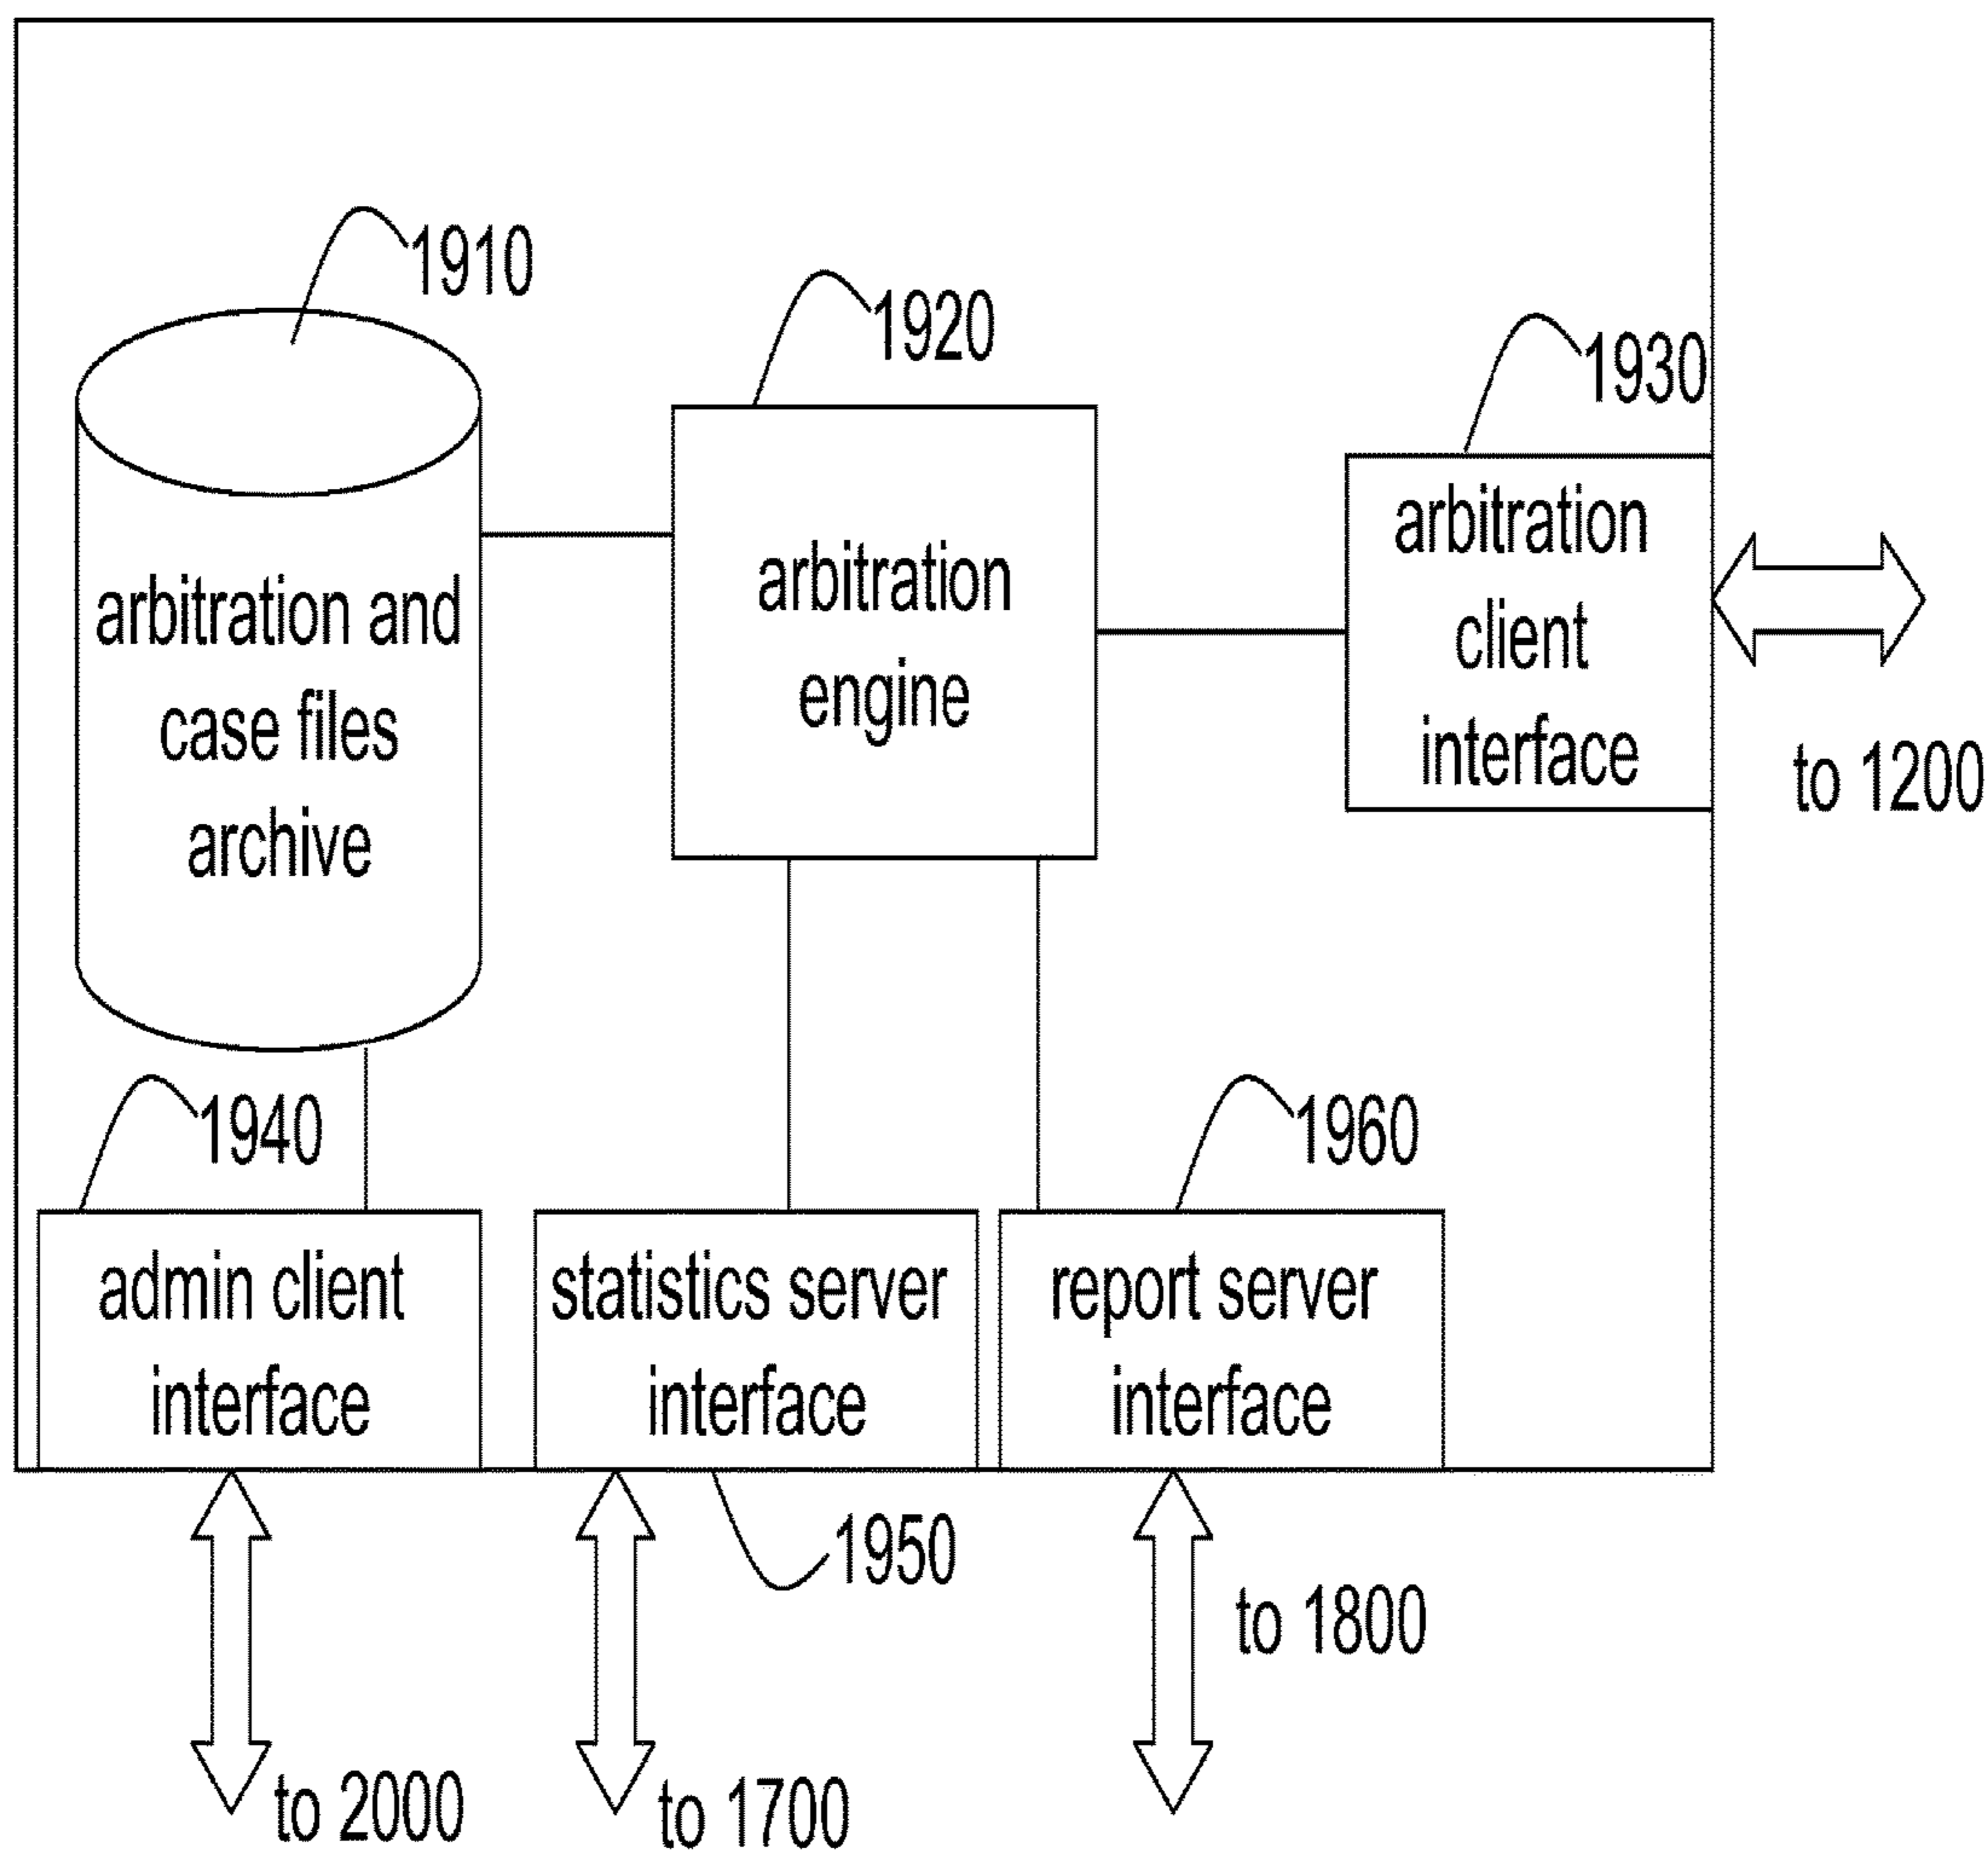 1910
1920
1930
arbitration and
case files
archive
arbitration
engine
arbitration
client
interface
to 1200
1940
1960
admin client
interface
statistics server
interface
report server
interface
1950
to 1800
to 2000
to 1700